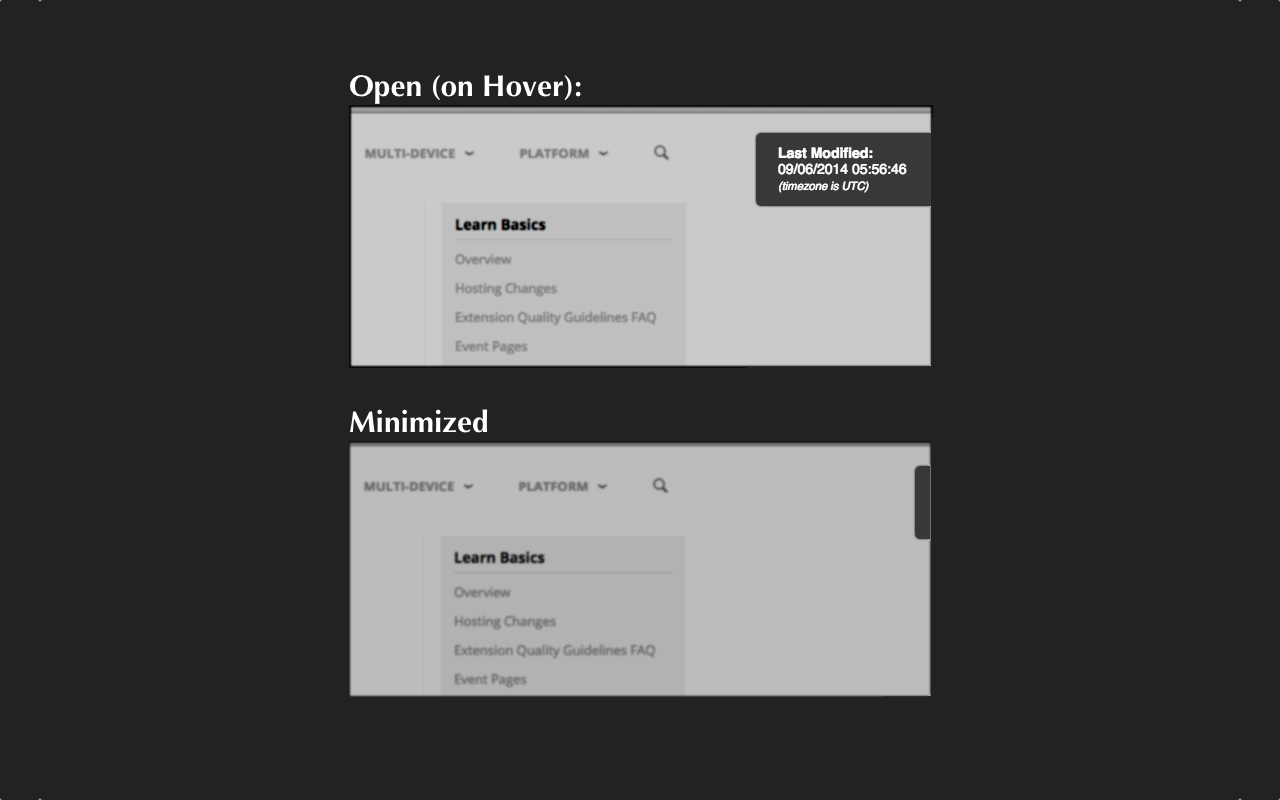 Open (on Hover):
MULTI-DEVICE PLATFORM
Last Modified:
09/06/2014 05:56:46
(timezone is UTC)
Learn Basics
Overview
Hosting Changes
Extension Quality Guidelines FAQ
Event Pages
Minimized
MULTI-DEVICE PLATFORM
Learn Basics
Overview
Hosting Changes
Extension Quality Guidelines FAQ
Event Pages